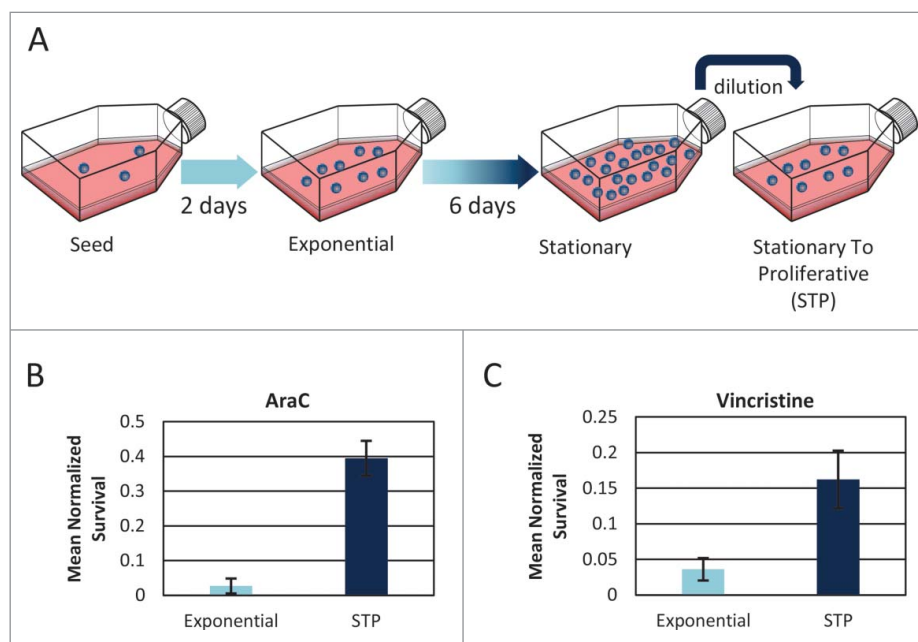 A
dilution
2 days
6 days
Seed
Exponential
Stationary
Stationary To
Proliferative
(STP)
B
AraC
Mean Normalized
Survival
0.5
0.4
0.3
0.2
0.1
0
Exponential
STP
C
Vincristine
Mean Normalized
Survival
0.25
0.2
0.15
0.1
0.05
0
Exponential
STP